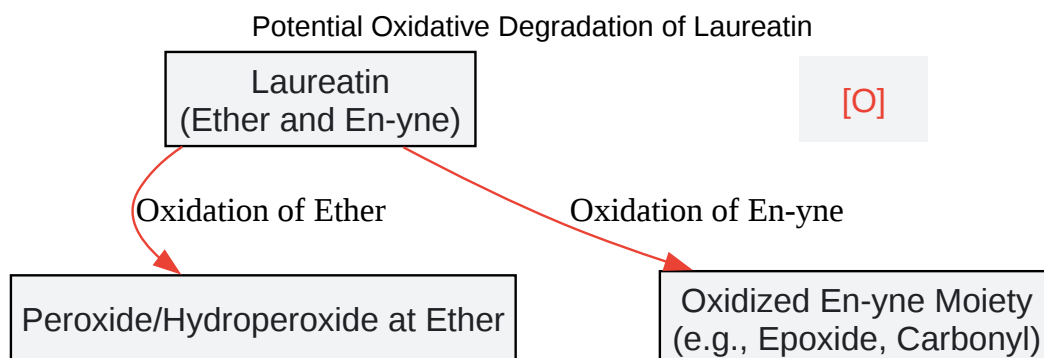 Potential Oxidative Degradation of Laureatin
Laureatin
(Ether and En-yne)
[O]
Oxidation of Ether
Oxidation of En-yne
Peroxide/Hydroperoxide at Ether
Oxidized En-yne Moiety
(e.g., Epoxide, Carbonyl)